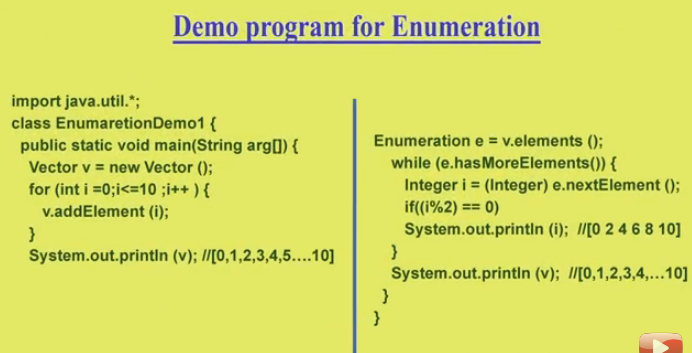 Demo program for Enumeration
import java.util.*;
class EnumaretionDemo1 {
public static void main(String arg[]) {
Vector v = new Vector ();
for (int i =0;i<=10 ;i++ ) {
v.addElement (i);
}
System.out.println (v); //[0,1,2,3,4,5....10]
Enumeration e = v.elements ();
while (e.hasMoreElements()) {
Integer i = (Integer) e.nextElement ();
if((i%2) == 0)
System.out.println (i); //[0 2 4 6 8 10]
}
System.out.println (v); //[0,1,2,3,4,...10]
}
}